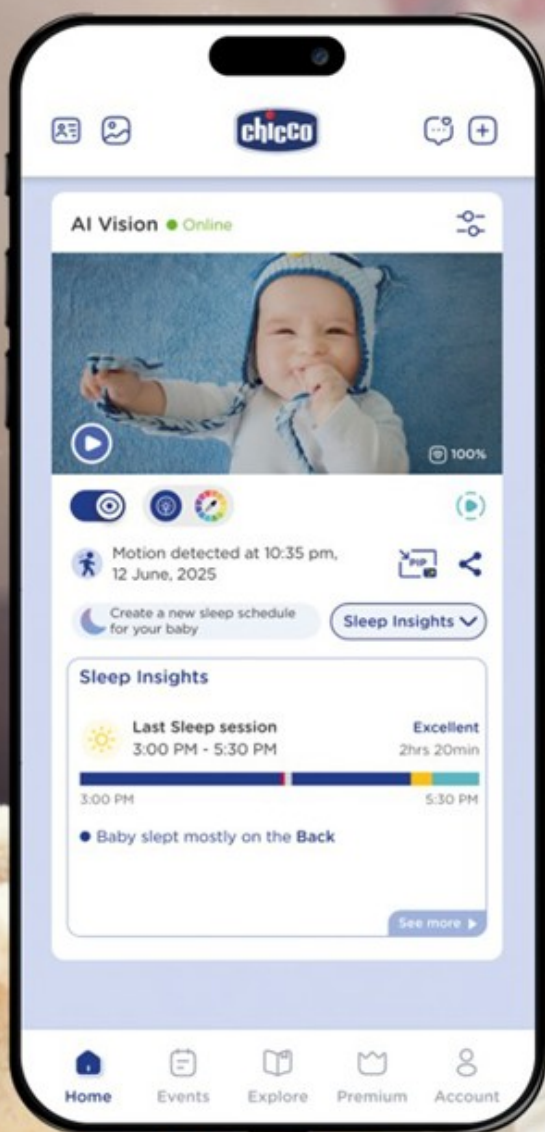 chicco
AI Vision Online
100%
Motion detected at 10:35 pm,
12 June, 2025
PIP
Create a new sleep schedule
for your baby
Sleep Insights
Sleep Insights
Last Sleep session
Excellent
3:00 PM - 5:30 PM
2hrs 20min
3:00 PM
5:30 PM
Baby slept mostly on the Back
See more
Home
Events
Explore
Premium
Account